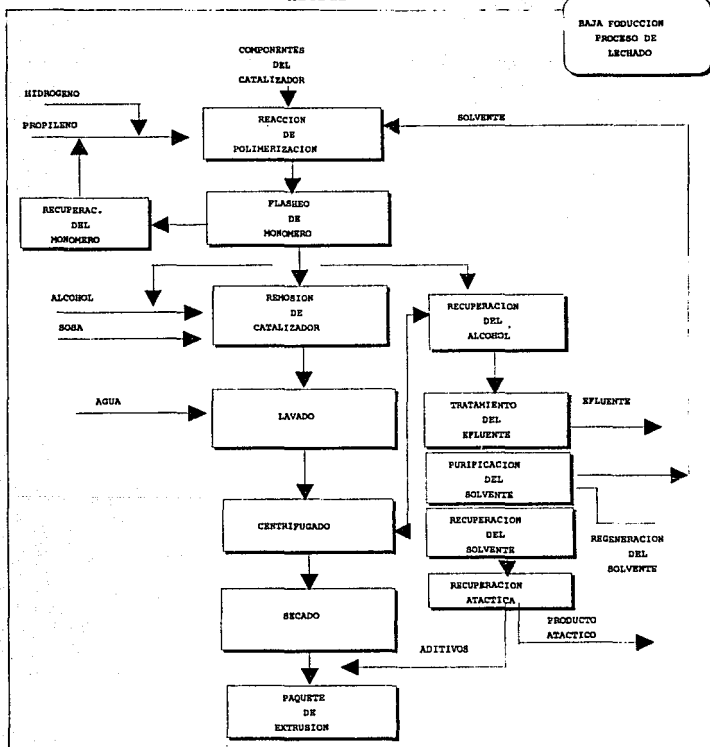 BAJA FODUCCION
PROCESO DE
LECHADO
COMPONENTES
DEL
CATALIZADOR
HIDROGENO
PROPILENO
REACCION
DE
POLIMERIZACION
SOLVENTE
RECUPERAC.
DEL
MONOMERO
FLASHEO
DE
MONOMERO
ALCOHOL
SOSA
REMOSION
DE
CATALIZADOR
RECUPERACION
DEL
ALCOHOL
AGUA
LAVADO
TRATAMIENTO
DEL
EFLUENTE
EFLUENTE
PURIFICACION
DEL
SOLVENTE
CENTRIFUGADO
RECUPERACION
DEL
SOLVENTE
REGENERACION
DEL
SOLVENTE
RECUPERACION
ATACTICA
SECADO
PRODUCTO
ATACTICO
ADITIVOS
PAQUETE
DE
EXTRUSION